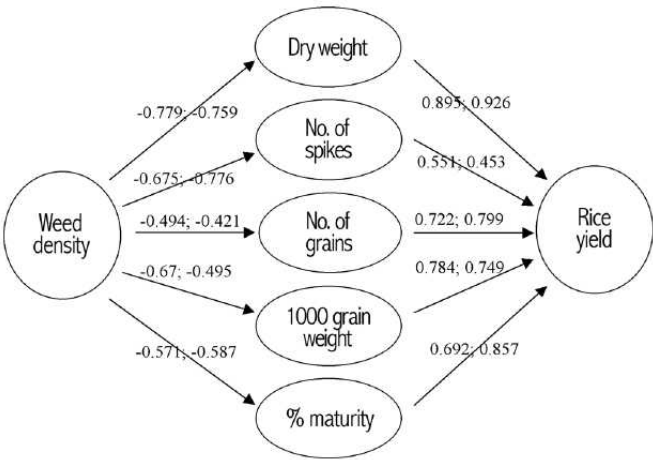 Dry weight
-0.779; -0.759
0.895; 0.926
No. of
spikes
-0.675; -0.776
0.551; 0.453
Weed
density
-0.494; -0.421
No. of
grains
0.722; 0.799
Rice
yield
-0.67; -0.495
0.784; 0.749
1000 grain
weight
-0.571; -0.587
0.692; 0.857
% maturity